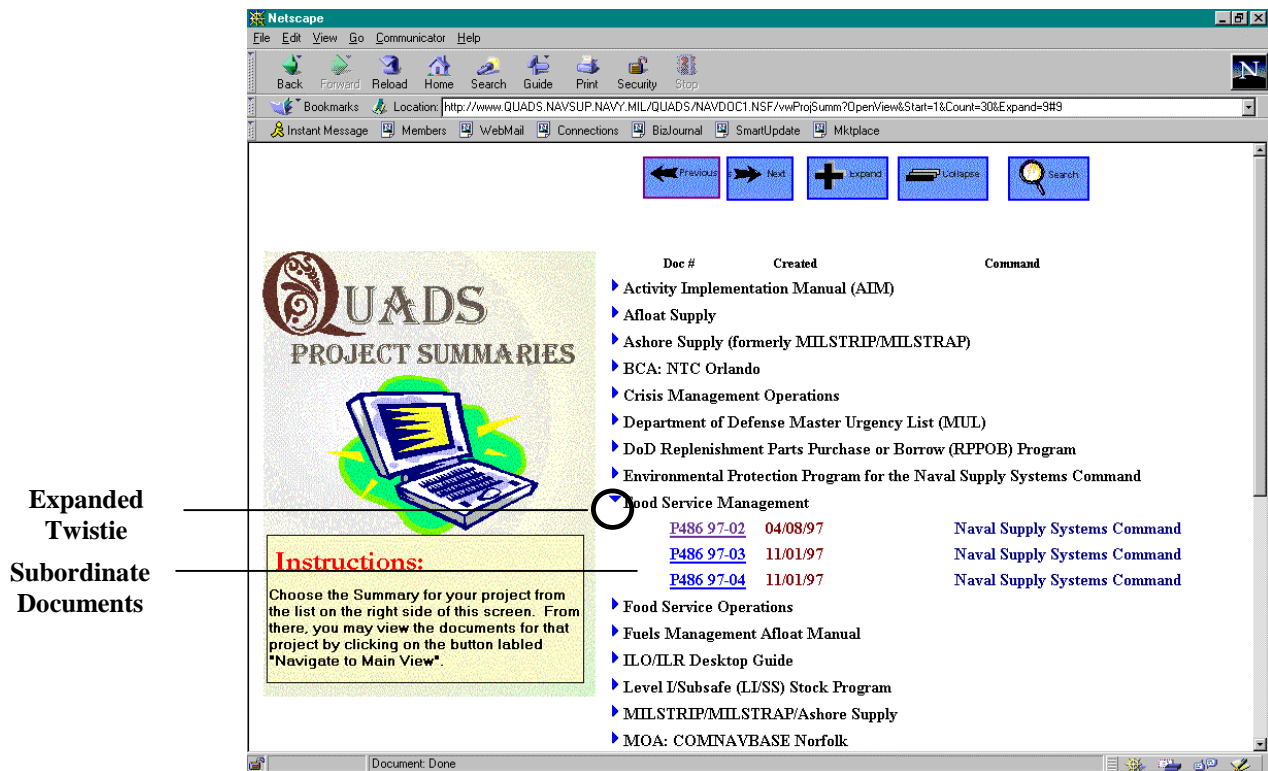 Netscape
File Edit View Go Communicator Help
Back Forward Reload Home Search Guide Print Security Stop
N
Bookmarks Location: http://www.QUADS.NAVSUP.NAVY.MIL/QUADS/NAVDOC1.NSF/vwProjSumm?OpenView&Start=1&Count=30&Expand=9#9
Instant Message Members WebMail Connections BizJournal SmartUpdate Mktplace
Previous s Next Expand Collapse Search
QUADS
PROJECT SUMMARIES
Doc # Created Command
Activity Implementation Manual (AIM)
Afloat Supply
Ashore Supply (formerly MILSTRIP/MILSTRAP)
BCA: NTC Orlando
Crisis Management Operations
Department of Defense Master Urgency List (MUL)
DoD Replenishment Parts Purchase or Borrow (RPPOB) Program
Environmental Protection Program for the Naval Supply Systems Command
Food Service Management
P486 97-02 04/08/97 Naval Supply Systems Command
P486 97-03 11/01/97 Naval Supply Systems Command
P486 97-04 11/01/97 Naval Supply Systems Command
Food Service Operations
Fuels Management Afloat Manual
ILO/ILR Desktop Guide
Level I/Subsafe (LI/SS) Stock Program
MILSTRIP/MILSTRAP/Ashore Supply
MOA: COMNAVBASE Norfolk
Expanded
Twistie
Subordinate
Documents
Instructions:
Choose the Summary for your project from
the list on the right side of this screen. From
there, you may view the documents for that
project by clicking on the button labled
"Navigate to Main View".
Document: Done